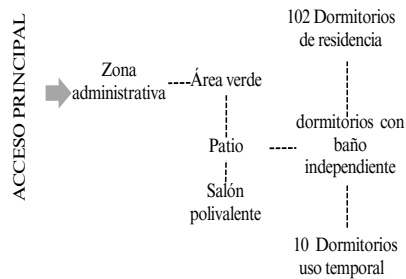 ACCESO PRINCIPAL
Zona
administrativa
Área verde
Patio
Salón
polivalente
102 Dormitorios
de residencia
dormitorios con
baño
independiente
10 Dormitorios
uso temporal